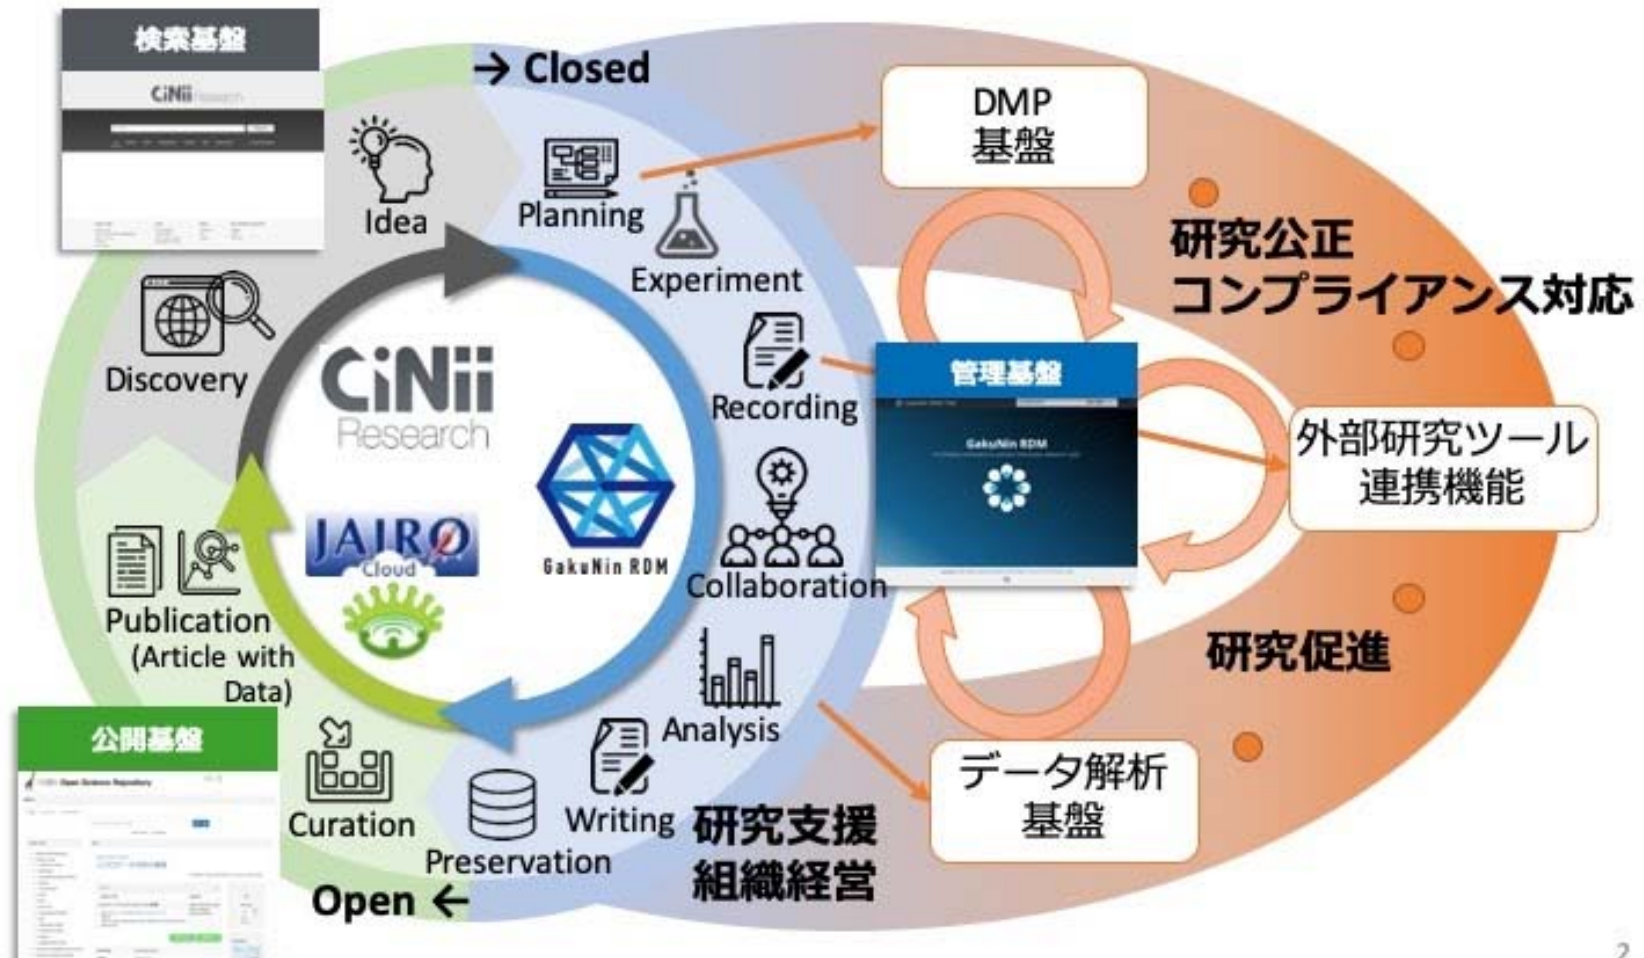 検索基盤
CiNii Research
→ Closed
Idea
Planning
Experiment
Discovery
Recording
Collaboration
Analysis
Writing
Preservation
Curation
Publication
(Article with
Data)
Open ←
CiNii
Research
JAIRO
Cloud
GakuNin RDM
DMP
基盤
研究公正
コンプライアンス対応
管理基盤
GakuNin RDM
外部研究ツール
連携機能
研究促進
データ解析
基盤
研究支援
組織経営
公開基盤
Open Science Repository
2